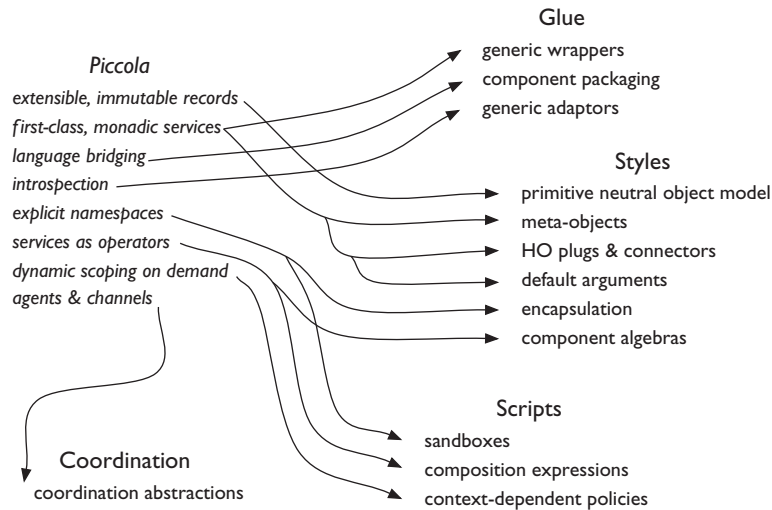 Piccola
extensible, immutable records
first-class, monadic services
language bridging
introspection
explicit namespaces
services as operators
dynamic scoping on demand
agents & channels
Glue
generic wrappers
component packaging
generic adaptors
Styles
primitive neutral object model
meta-objects
HO plugs & connectors
default arguments
encapsulation
component algebras
Scripts
sandboxes
composition expressions
context-dependent policies
Coordination
coordination abstractions